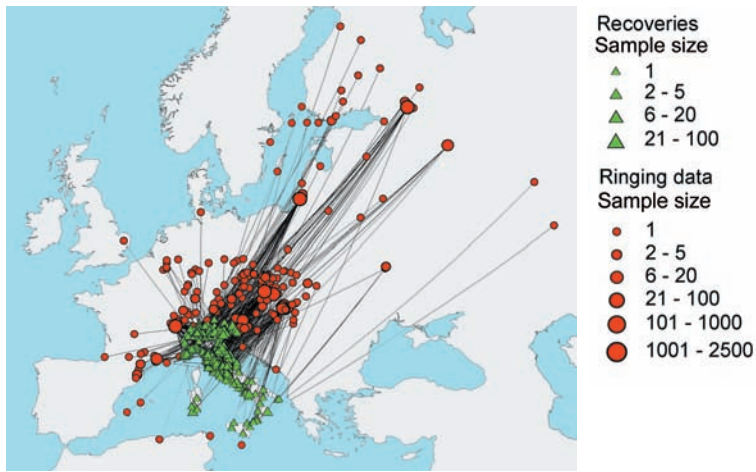 Recoveries
Sample size
1
2 - 5
6 - 20
21 - 100
Ringing data
Sample size
1
2 - 5
6 - 20
21 - 100
101 - 1000
1001 - 2500